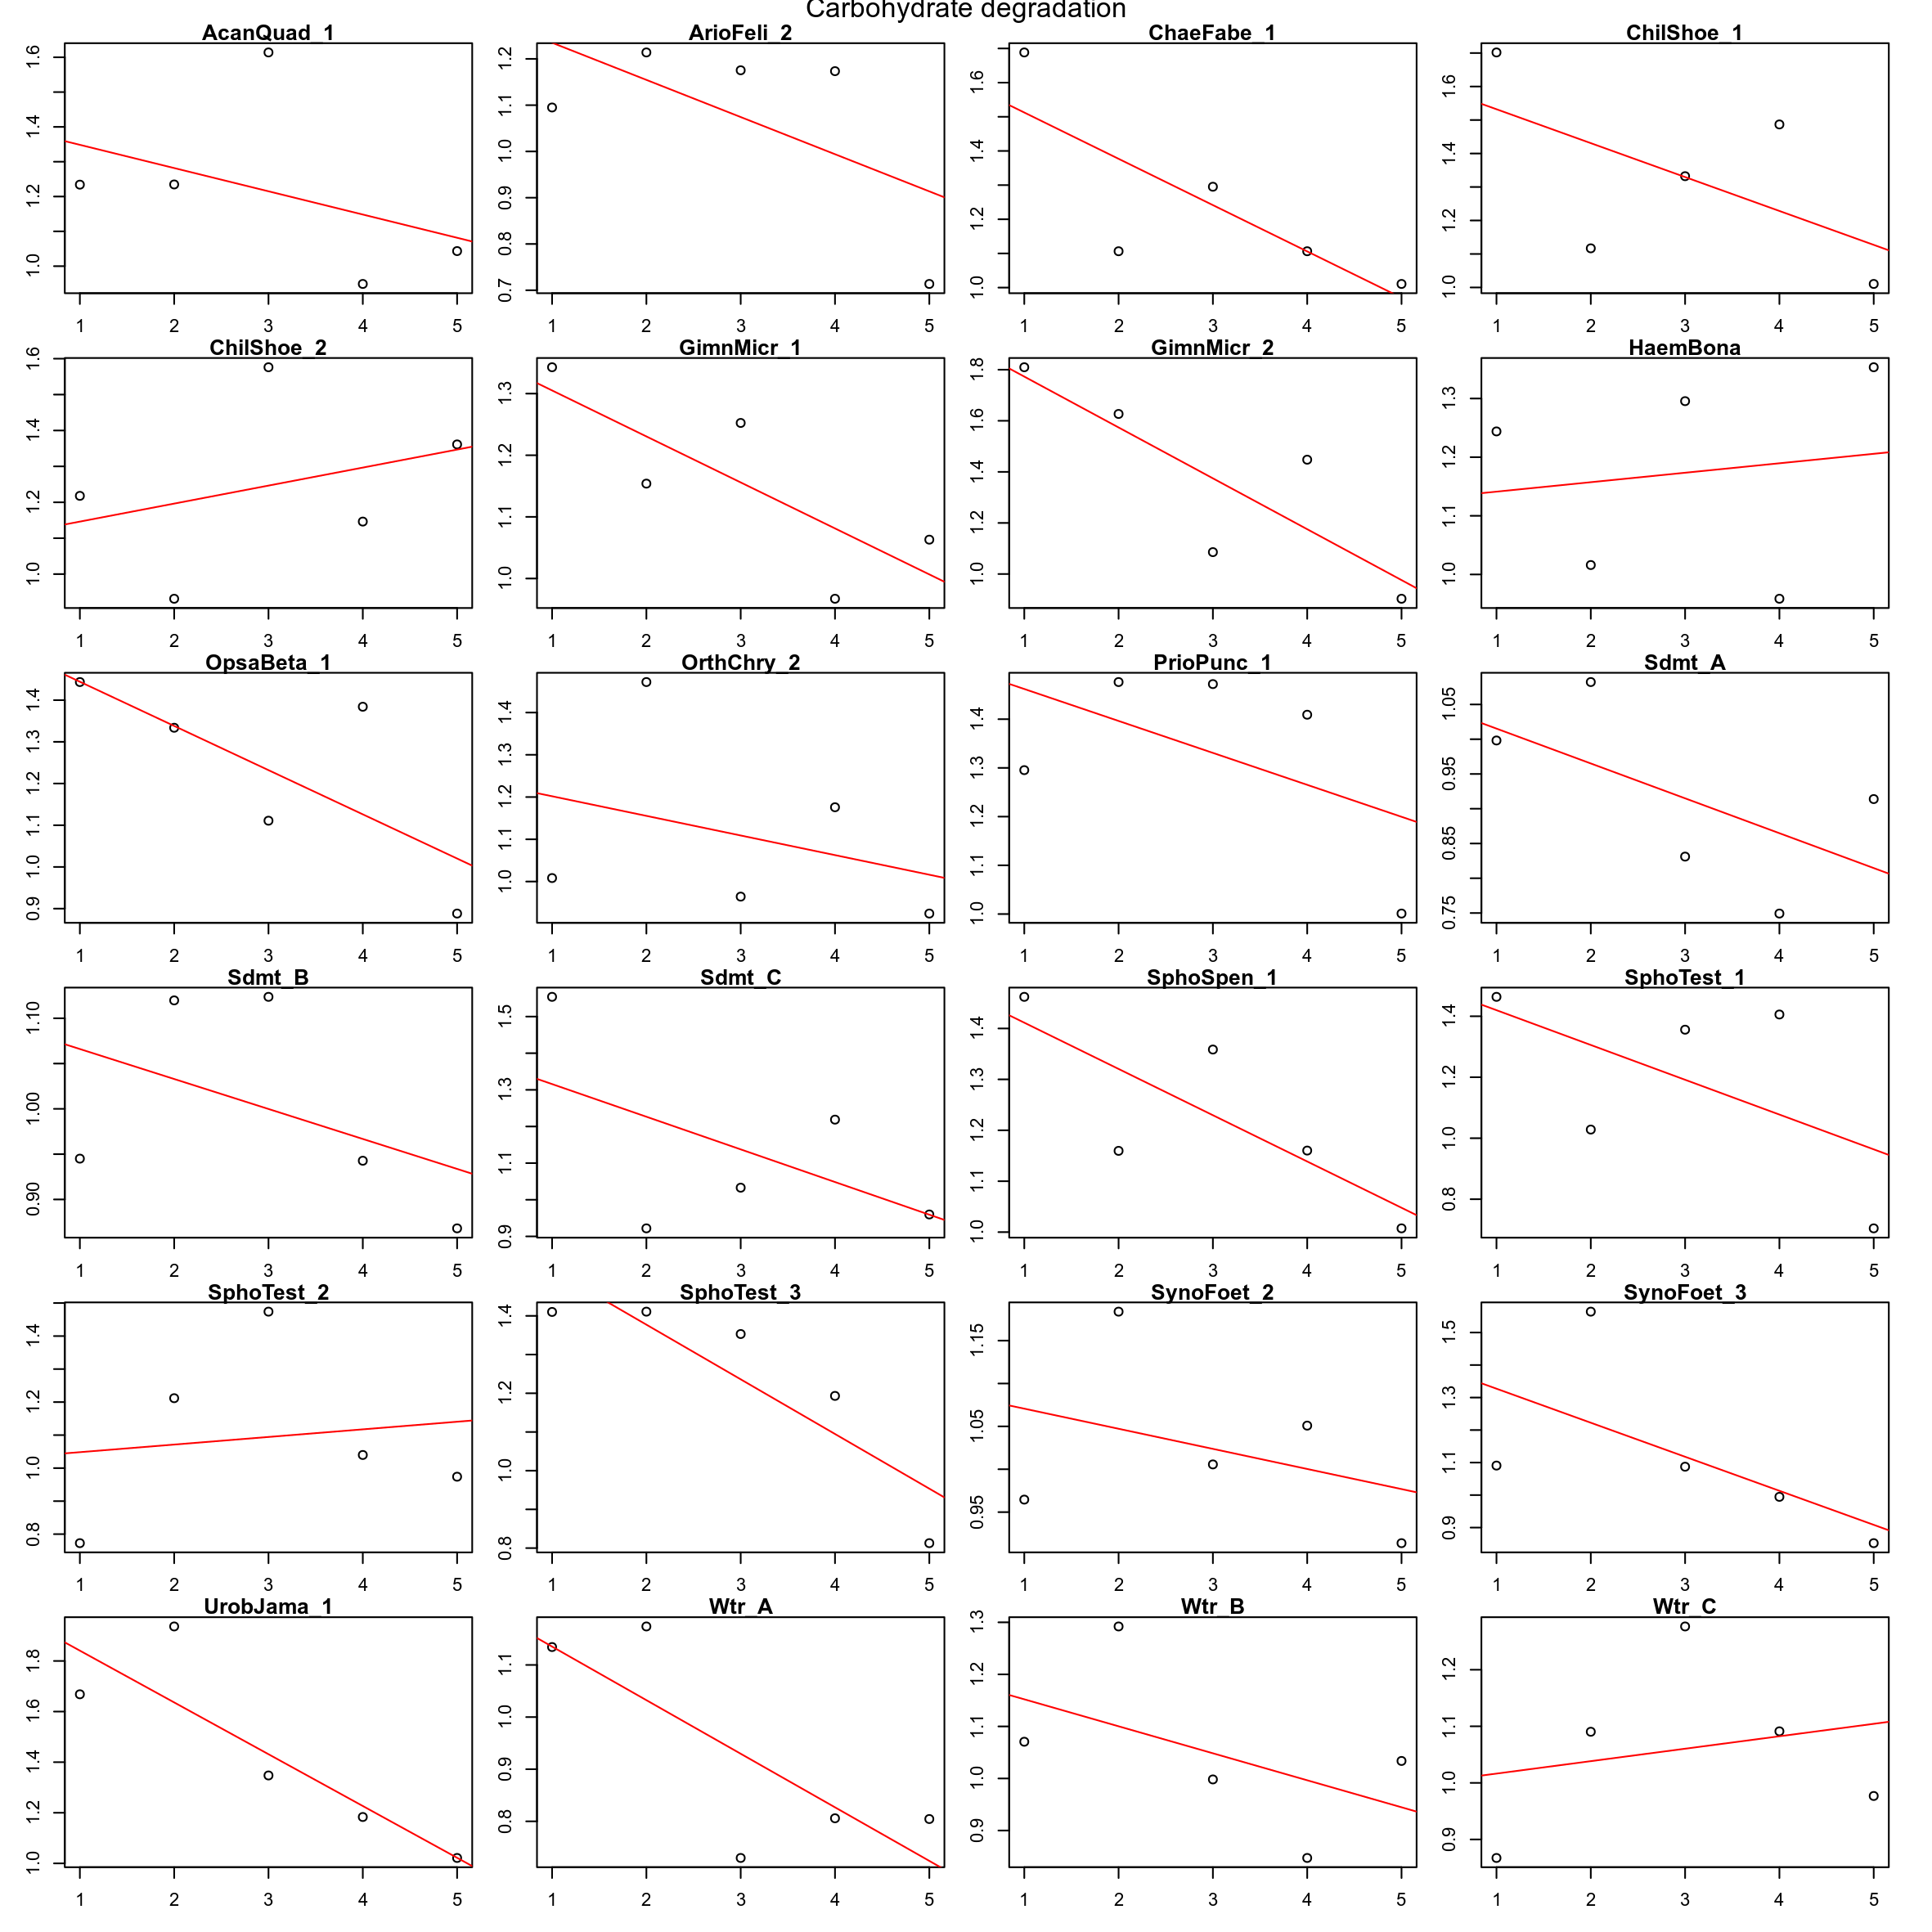 Carbohydrate degradation
AcanQuad_1 ArioFeli_2 ChaeFabe_1 ChilShoe_1
1.0 1.2 1.4 1.6
0.7 0.8 0.9 1.0 1.1 1.2
1.0 1.2 1.4 1.6
1.0 1.2 1.4 1.6
1 2 3 4 5 1 2 3 4 5 1 2 3 4 5 1 2 3 4 5
ChilShoe_2 GimnMicr_1 GimnMicr_2 HaemBona
1.0 1.2 1.4 1.6
1.0 1.1 1.2 1.3
1.0 1.2 1.4 1.6 1.8
1.0 1.1 1.2 1.3
1 2 3 4 5 1 2 3 4 5 1 2 3 4 5 1 2 3 4 5
OpsaBeta_1 OrthChry_2 PrioPunc_1 Sdmt_A
0.9 1.0 1.1 1.2 1.3 1.4
1.0 1.1 1.2 1.3 1.4
1.0 1.1 1.2 1.3 1.4
0.75 0.85 0.95 1.05
1 2 3 4 5 1 2 3 4 5 1 2 3 4 5 1 2 3 4 5
Sdmt_B Sdmt_C SphoSpen_1 SphoTest_1
0.90 1.00 1.10
0.9 1.1 1.3 1.5
1.0 1.1 1.2 1.3 1.4
0.8 1.0 1.2 1.4
1 2 3 4 5 1 2 3 4 5 1 2 3 4 5 1 2 3 4 5
SphoTest_2 SphoTest_3 SynoFoet_2 SynoFoet_3
0.8 1.0 1.2 1.4
0.8 1.0 1.2 1.4
0.95 1.05 1.15
0.9 1.1 1.3 1.5
1 2 3 4 5 1 2 3 4 5 1 2 3 4 5 1 2 3 4 5
UrobJama_1 Wtr_A Wtr_B Wtr_C
1.0 1.2 1.4 1.6 1.8
0.8 0.9 1.0 1.1
0.9 1.0 1.1 1.2 1.3
0.9 1.0 1.1 1.2
1 2 3 4 5 1 2 3 4 5 1 2 3 4 5 1 2 3 4 5